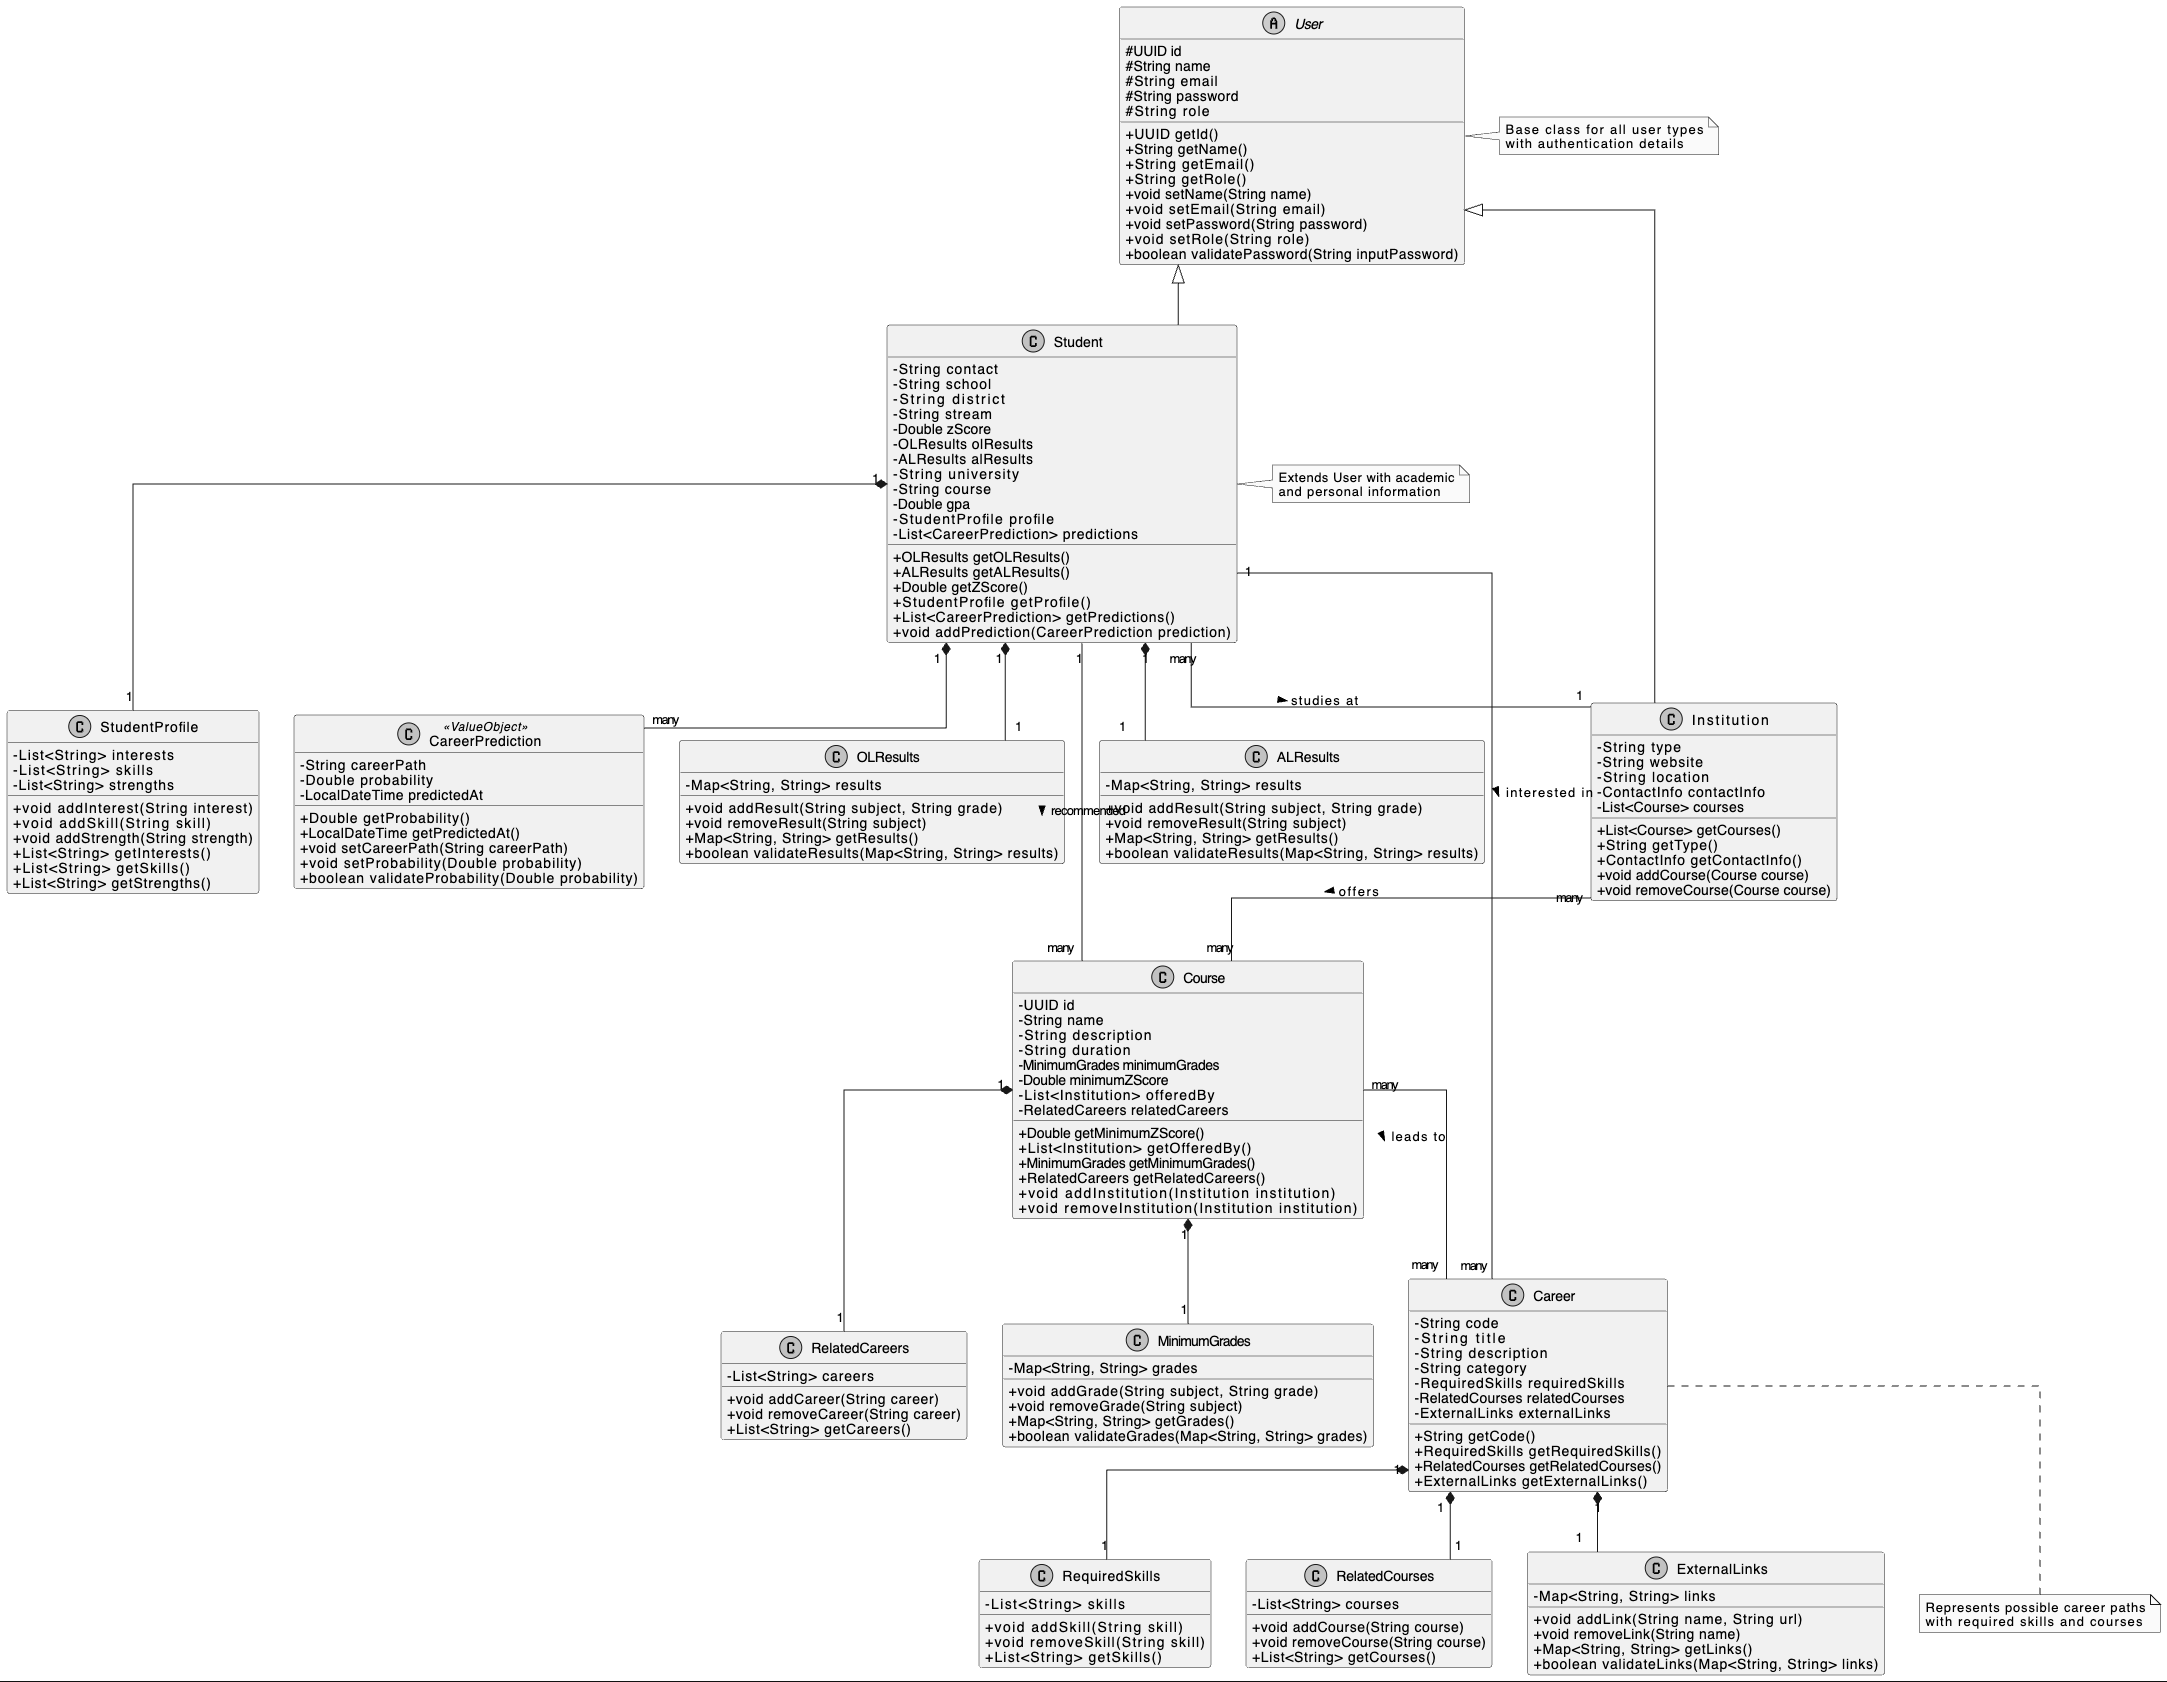 A User
#UUID id
#String name
#String email
#String password
#String role
+UUID getId()
+String getName()
+String getEmail()
+String getRole()
+void setName(String name)
+void setEmail(String email)
+void setPassword(String password)
+void setRole(String role)
+boolean validatePassword(String inputPassword)
Base class for all user types
with authentication details
C Student
-String contact
-String school
-String district
-String stream
-Double zScore
-OLResults olResults
-ALResults alResults
-String university
-String course
-Double gpa
-StudentProfile profile
-List<CareerPrediction> predictions
+OLResults getOLResults()
+ALResults getALResults()
+Double getZScore()
+StudentProfile getProfile()
+List<CareerPrediction> getPredictions()
+void addPrediction(CareerPrediction prediction)
Extends User with academic
and personal information
1
1
1
1
1
1
many
1
many
1
1
studies at
1
C StudentProfile
-List<String> interests
-List<String> skills
-List<String> strengths
+void addInterest(String interest)
+void addSkill(String skill)
+void addStrength(String strength)
+List<String> getInterests()
+List<String> getSkills()
+List<String> getStrengths()
«ValueObject»
C CareerPrediction
-String careerPath
-Double probability
-LocalDateTime predictedAt
+Double getProbability()
+LocalDateTime getPredictedAt()
+void setCareerPath(String careerPath)
+void setProbability(Double probability)
+boolean validateProbability(Double probability)
C OLResults
-Map<String, String> results
+void addResult(String subject, String grade)
+void removeResult(String subject)
+Map<String, String> getResults()
+boolean validateResults(Map<String, String> results)
recommended
C ALResults
-Map<String, String> results
+void addResult(String subject, String grade)
+void removeResult(String subject)
+Map<String, String> getResults()
+boolean validateResults(Map<String, String> results)
interested in
C Institution
-String type
-String website
-String location
-ContactInfo contactInfo
-List<Course> courses
+List<Course> getCourses()
+String getType()
+ContactInfo getContactInfo()
+void addCourse(Course course)
+void removeCourse(Course course)
offers
many
many
many
C Course
-UUID id
-String name
-String description
-String duration
-MinimumGrades minimumGrades
-Double minimumZScore
-List<Institution> offeredBy
-RelatedCareers relatedCareers
+Double getMinimumZScore()
+List<Institution> getOfferedBy()
+MinimumGrades getMinimumGrades()
+RelatedCareers getRelatedCareers()
+void addInstitution(Institution institution)
+void removeInstitution(Institution institution)
1
many
leads to
1
many
many
1
1
C RelatedCareers
-List<String> careers
+void addCareer(String career)
+void removeCareer(String career)
+List<String> getCareers()
C MinimumGrades
-Map<String, String> grades
+void addGrade(String subject, String grade)
+void removeGrade(String subject)
+Map<String, String> getGrades()
+boolean validateGrades(Map<String, String> grades)
C Career
-String code
-String title
-String description
-String category
-RequiredSkills requiredSkills
-RelatedCourses relatedCourses
-ExternalLinks externalLinks
+String getCode()
+RequiredSkills getRequiredSkills()
+RelatedCourses getRelatedCourses()
+ExternalLinks getExternalLinks()
1
1
1
1
1
1
C RequiredSkills
-List<String> skills
+void addSkill(String skill)
+void removeSkill(String skill)
+List<String> getSkills()
C RelatedCourses
-List<String> courses
+void addCourse(String course)
+void removeCourse(String course)
+List<String> getCourses()
C ExternalLinks
-Map<String, String> links
+void addLink(String name, String url)
+void removeLink(String name)
+Map<String, String> getLinks()
+boolean validateLinks(Map<String, String> links)
Represents possible career paths
with required skills and courses